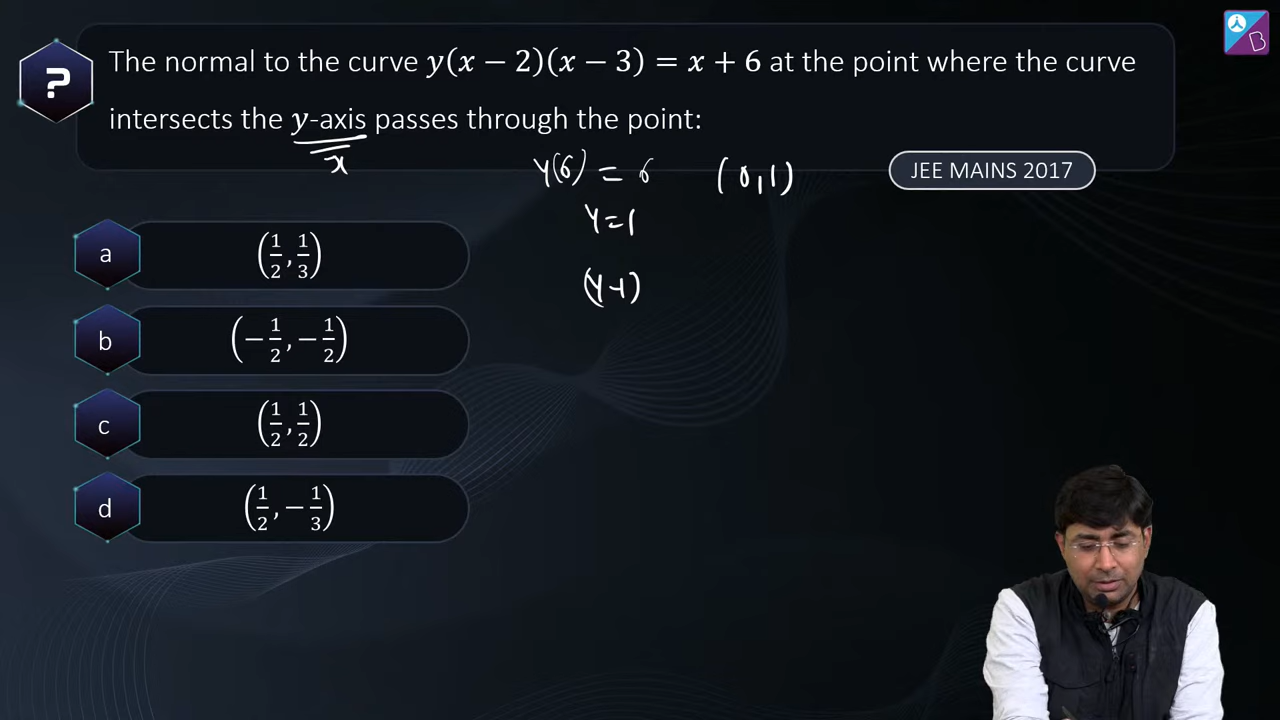 ?
The normal to the curve y(x − 2)(x − 3) = x + 6 at the point where the curve
intersects the y-axis passes through the point:
x
y(6) = 6 (0,1)
JEE MAINS 2017
y=1
a (1/2, 1/3)
(y-1)
b (−1/2, −1/2)
c (1/2, 1/2)
d (1/2, −1/3)
B